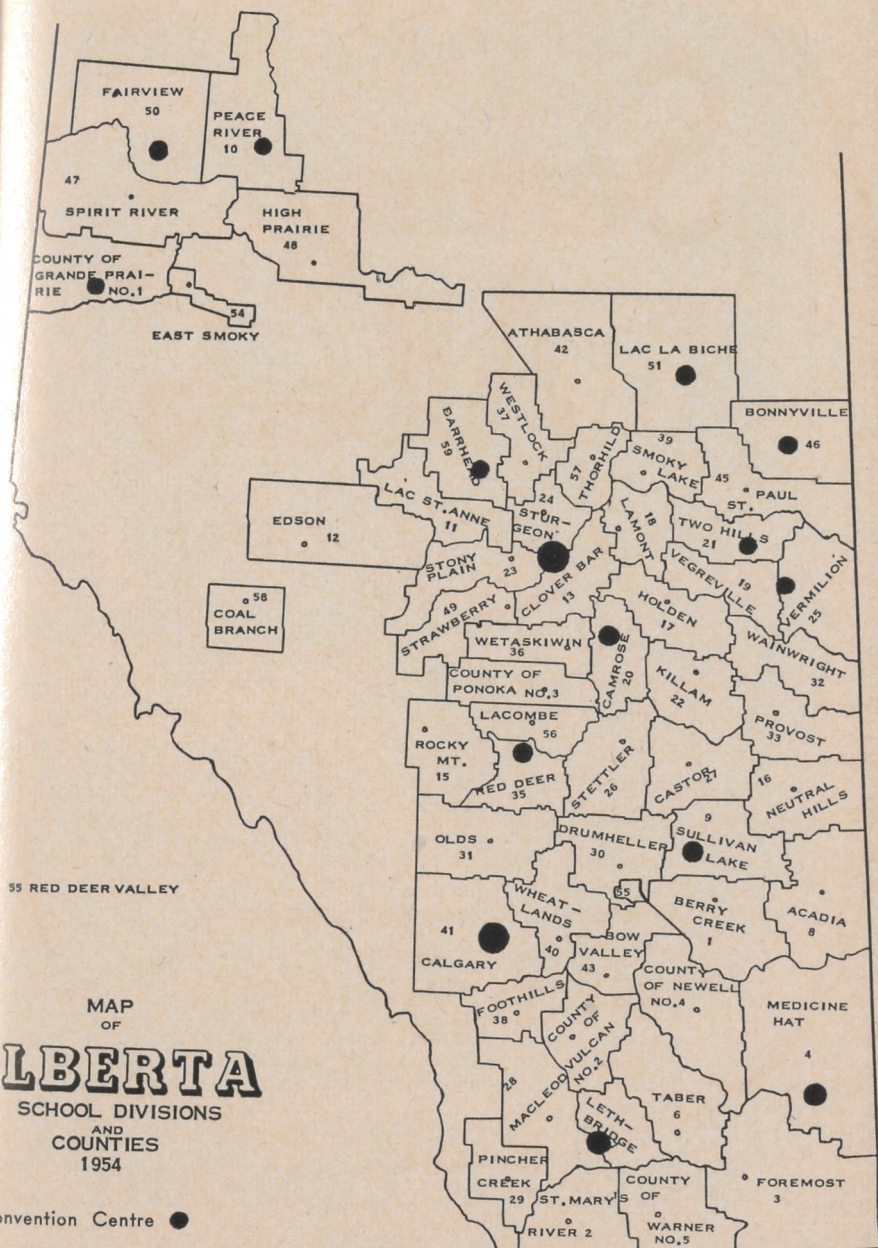 FAIRVIEW
50
PEACE
RIVER
10
47
SPIRIT RIVER
HIGH
PRAIRIE
48
COUNTY OF
GRANDE PRAI-
RIE NO.1
54
EAST SMOKY
ATHABASCA
42
LAC LA BICHE
51
BONNYVILLE
46
WESTLOCK
37
BARRHEAD
59
57
THORHILD
39
SMOKY
LAKE
45
ST. PAUL
LAC ST. ANNE
11
24
STUR-
GEON
18
LAMONT
TWO HILLS
21
EDSON
12
STONY
PLAIN
23
CLOVER BAR
13
VEGREVILLE
19
VERMILION
25
58
COAL
BRANCH
49
STRAWBERRY
HOLDEN
17
WETASKIWIN
36
CAMROSE
20
WAINWRIGHT
32
COUNTY OF
PONOKA NO.3
KILLAM
22
LACOMBE
56
PROVOST
33
ROCKY
MT.
15
RED DEER
35
STETTLER
26
CASTOR
27
16
NEUTRAL
HILLS
OLDS
31
DRUMHELLER
30
9
SULLIVAN
LAKE
55
55 RED DEER VALLEY
WHEAT-
LANDS
40
BERRY
CREEK
1
ACADIA
8
41
CALGARY
BOW
VALLEY
43
COUNTY
OF NEWELL
NO.4
FOOTHILLS
38
COUNTY
OF
VULCAN
NO.2
MEDICINE
HAT
4
28
MACLEOD
LETH-
BRIDGE
TABER
6
PINCHER
CREEK
29
ST. MARY'S
RIVER 2
COUNTY
OF
WARNER
NO.5
FOREMOST
3
MAP
OF
LBERTA
SCHOOL DIVISIONS
AND
COUNTIES
1954
onvention Centre